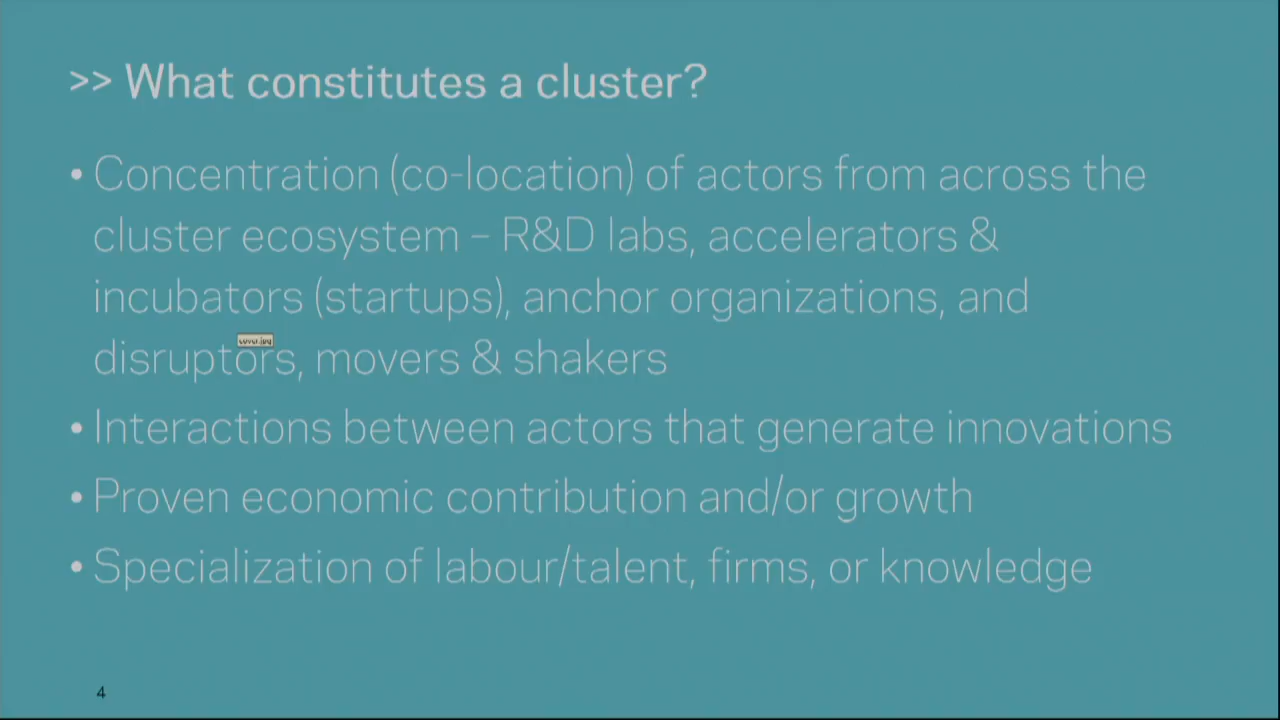 >> What constitutes a cluster?
• Concentration (co-location) of actors from across the
cluster ecosystem – R&D labs, accelerators &
incubators (startups), anchor organizations, and
cover.jpg
disruptors, movers & shakers
• Interactions between actors that generate innovations
• Proven economic contribution and/or growth
• Specialization of labour/talent, firms, or knowledge
4